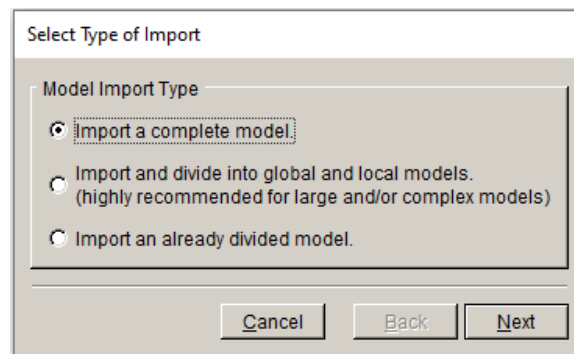 Select Type of Import
Model Import Type
Import a complete model.
Import and divide into global and local models.
(highly recommended for large and/or complex models)
Import an already divided model.
Cancel
Back
Next